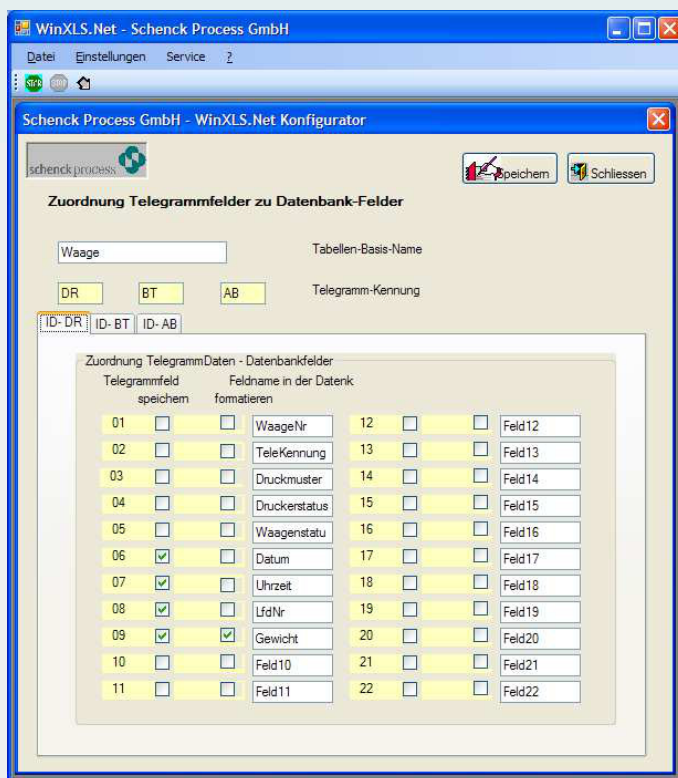 WinXLS.Net - Schenck Process GmbH
Datei Einstellungen Service ?
STAR STOP
Schenck Process GmbH - WinXLS.Net Konfigurator
schenck process
Speichern Schliessen
Zuordnung Telegrammfelder zu Datenbank-Felder
Waage Tabellen-Basis-Name
DR BT AB Telegramm-Kennung
ID- DR ID- BT ID- AB
Zuordnung TelegrammDaten - Datenbankfelder
Telegrammfeld Feldname in der Datenk
speichern formatieren
01 WaageNr 12 Feld12
02 TeleKennung 13 Feld13
03 Druckmuster 14 Feld14
04 Druckerstatus 15 Feld15
05 Waagenstatu 16 Feld16
06 Datum 17 Feld17
07 Uhrzeit 18 Feld18
08 LfdNr 19 Feld19
09 Gewicht 20 Feld20
10 Feld10 21 Feld21
11 Feld11 22 Feld22